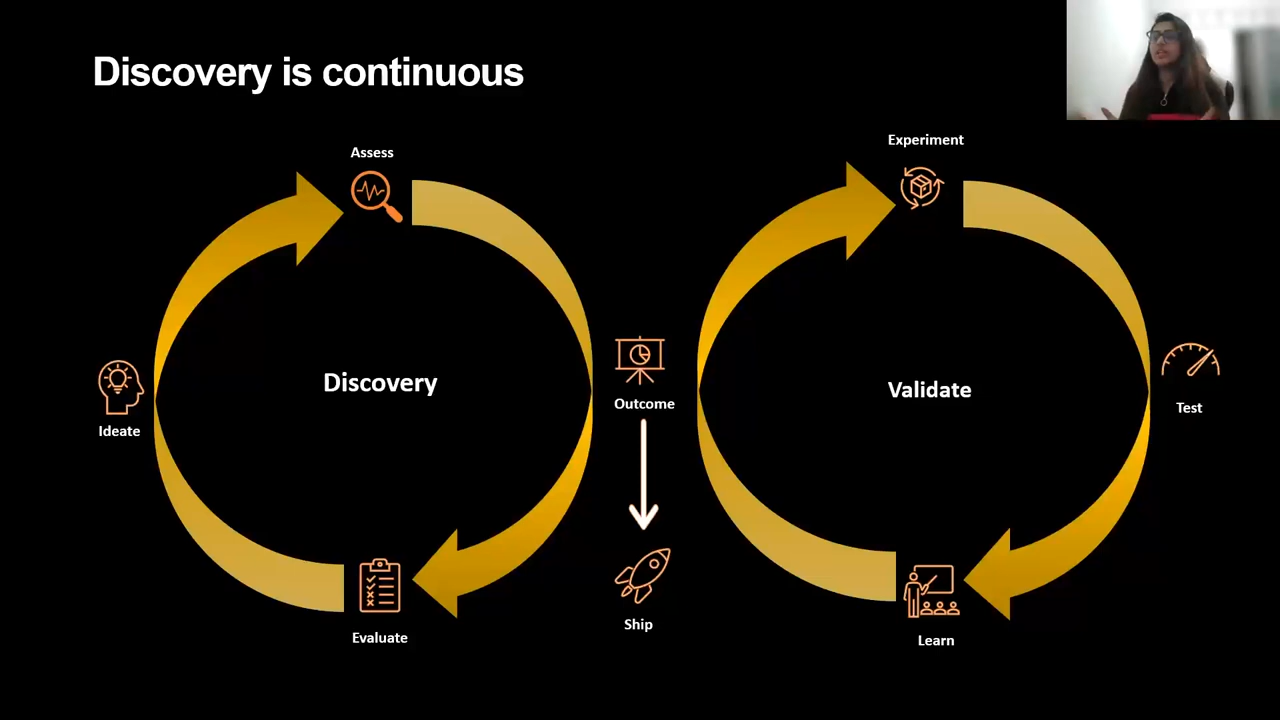 Discovery is continuous
Assess
Experiment
Discovery
Validate
Ideate
Outcome
Test
Ship
Evaluate
Learn